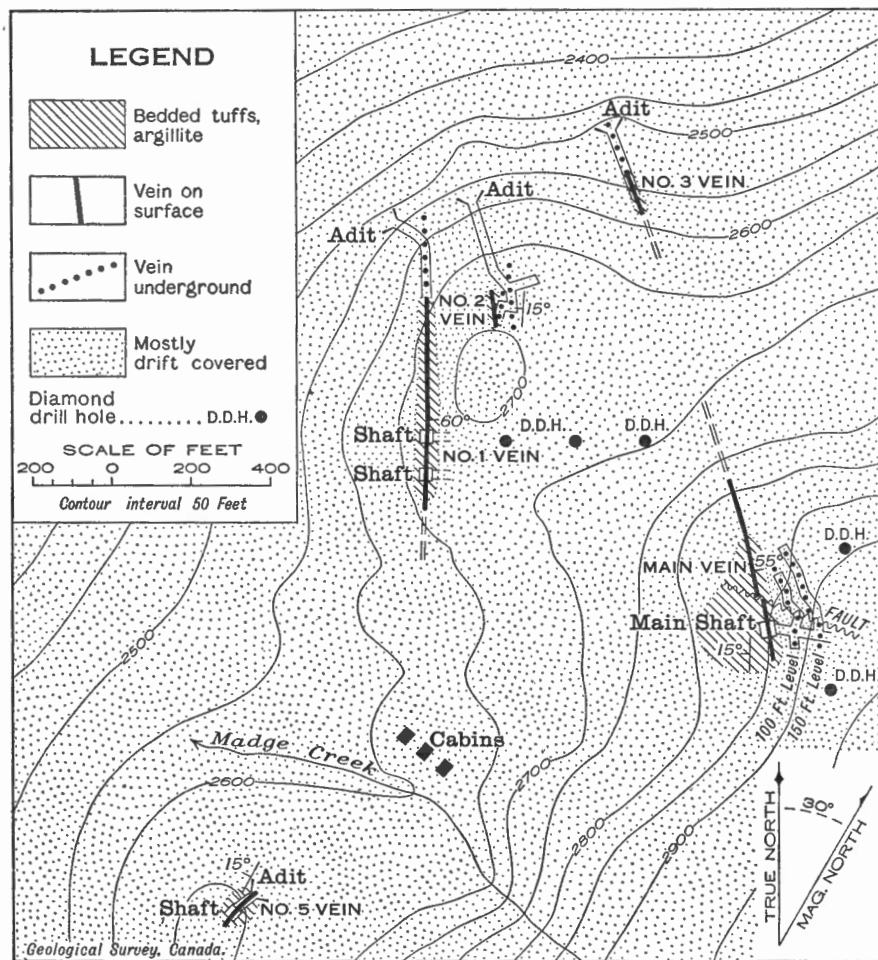 LEGEND
Bedded tuffs,
argillite
Vein on
surface
Vein
underground
Mostly
drift covered
Diamond
drill hole.......D.D.H.
SCALE OF FEET
200 0 200 400
Contour interval 50 Feet
2400
Adit
2500
NO. 3 VEIN
Adit
2600
Adit
NO. 2
VEIN
15°
2700
60°
D.D.H. D.D.H.
Shaft
NO. 1 VEIN
Shaft
D.D.H.
MAIN VEIN
55°
FAULT
Main Shaft
15°
2500
D.D.H.
100 Ft. Level
150 Ft. Level
Madge Creek
Cabins
2600
2700
2800
2900
TRUE NORTH
30°
MAG. NORTH
15°
Adit
Shaft
NO. 5 VEIN
Geological Survey, Canada.